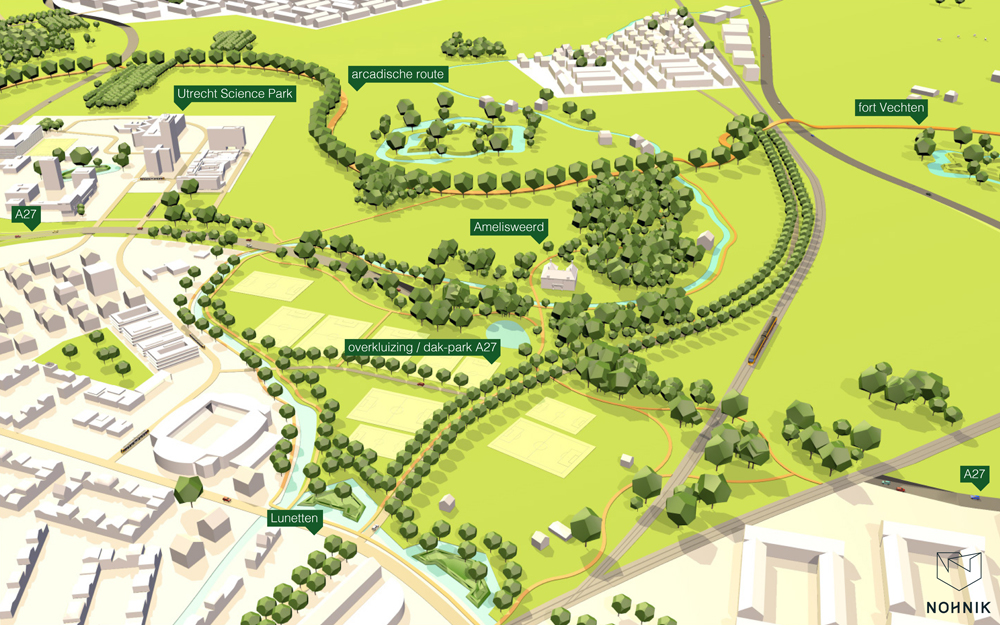 arcadische route
Utrecht Science Park
fort Vechten
A27
Amelisweerd
overkluizing / dak-park A27
A27
Lunetten
NOHNIK